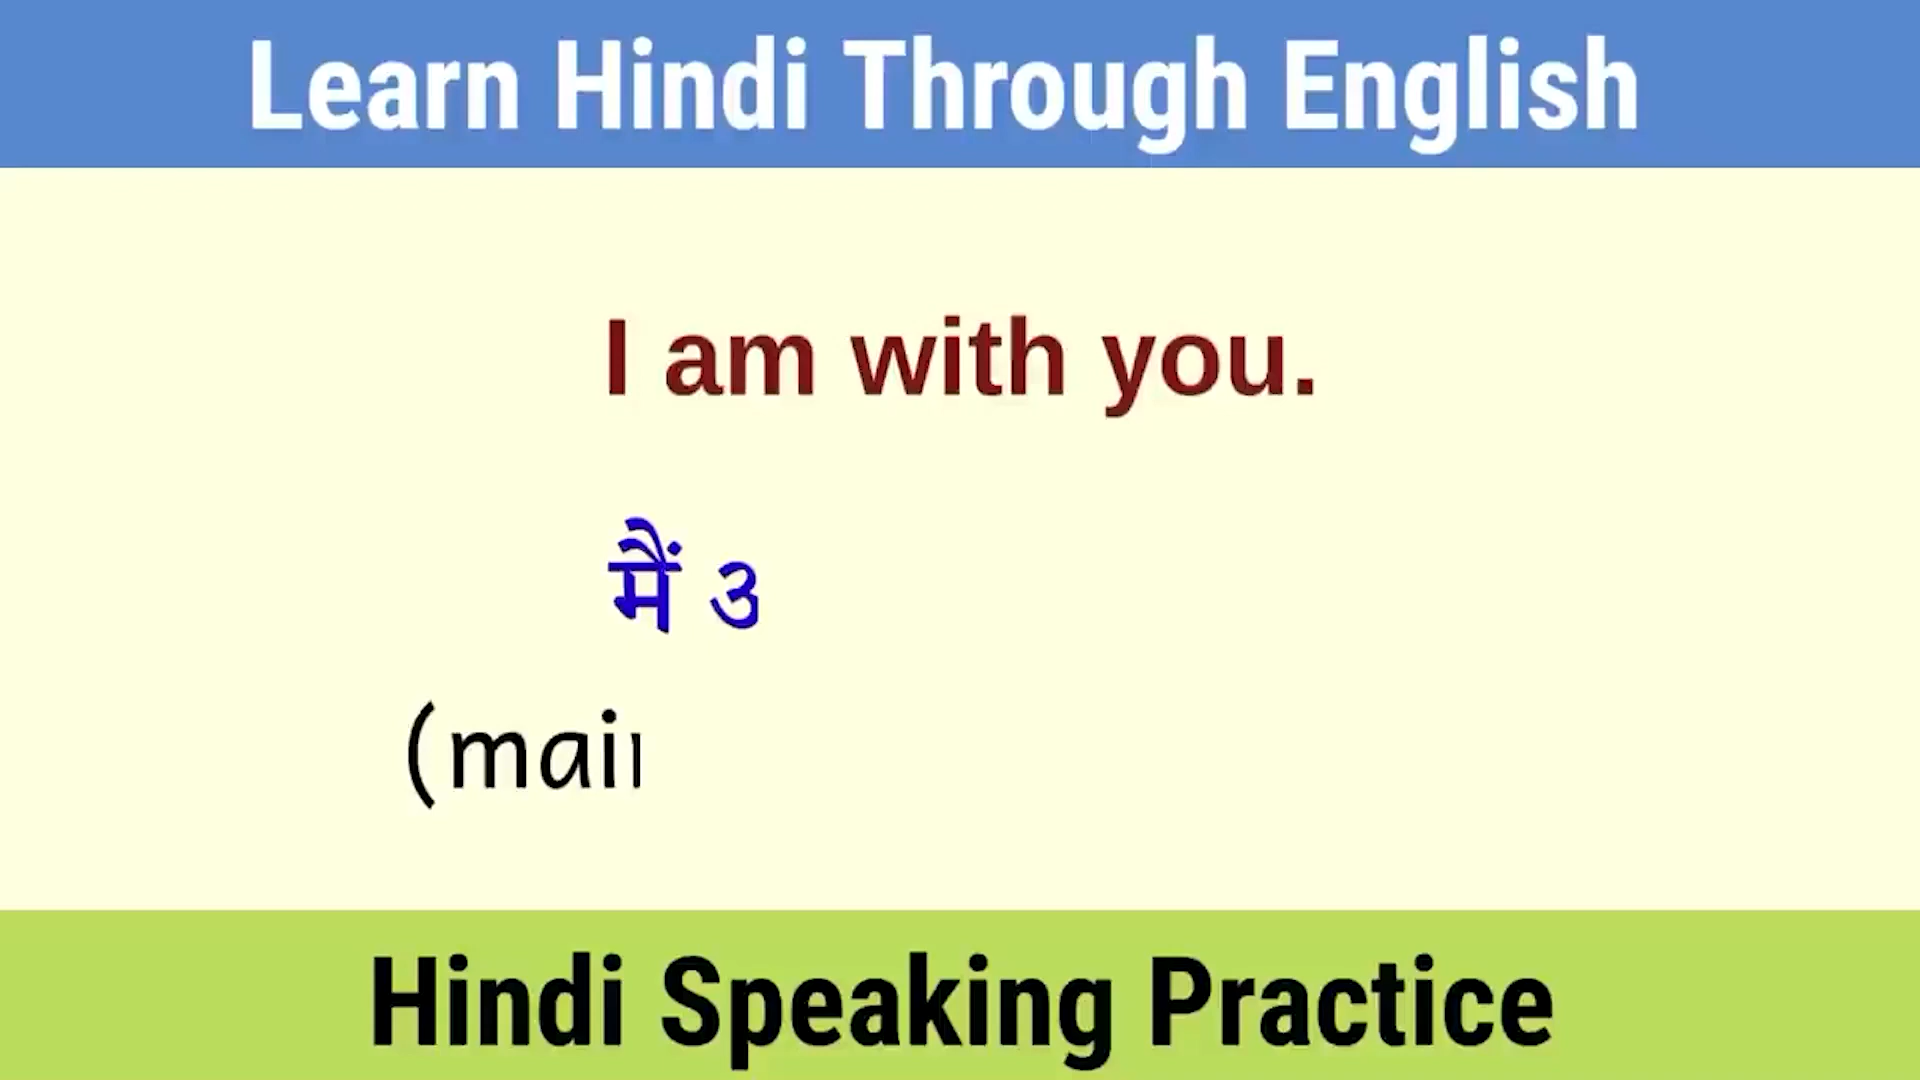 Learn Hindi Through English
I am with you.
मैं
(mai
Hindi Speaking Practice